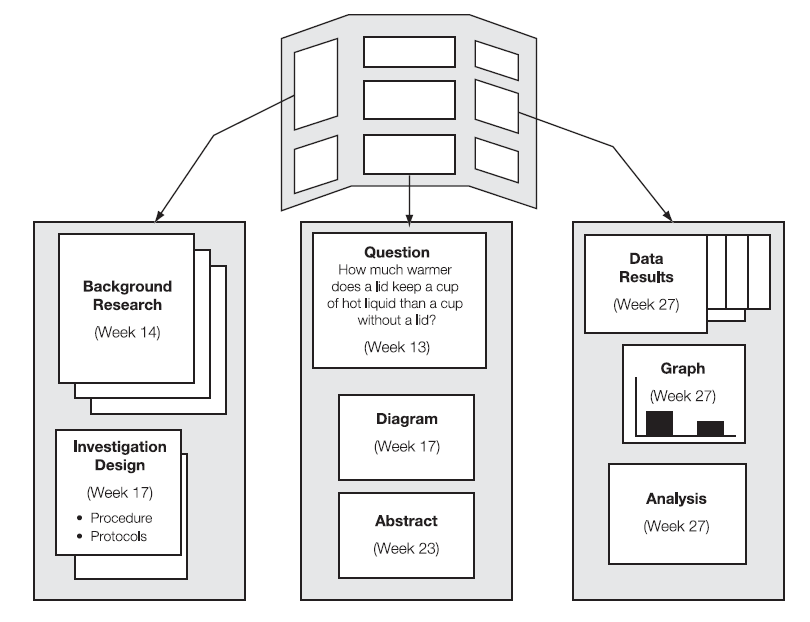 Background
Research
(Week 14)
Investigation
Design
(Week 17)
• Procedure
• Protocols
Question
How much warmer
does a lid keep a cup
of hot liquid than a cup
without a lid?
(Week 13)
Diagram
(Week 17)
Abstract
(Week 23)
Data
Results
(Week 27)
Graph
(Week 27)
Analysis
(Week 27)